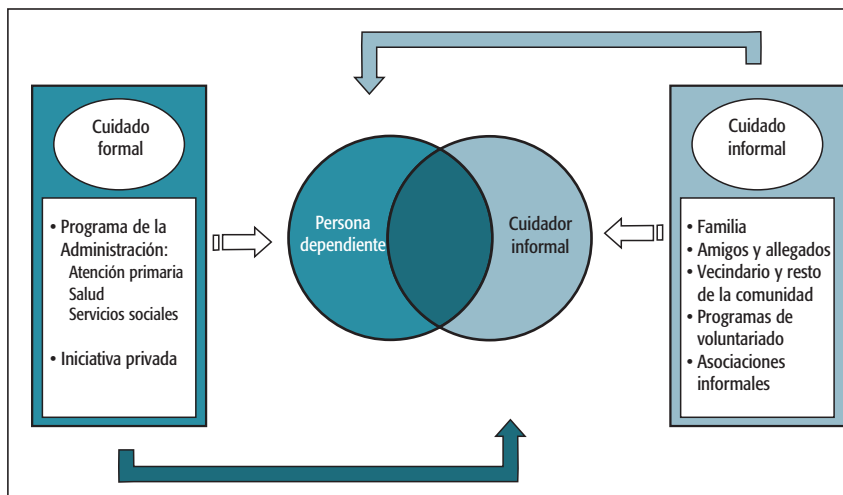 Cuidado
formal
• Programa de la
Administración:
Atención primaria
Salud
Servicios sociales
• Iniciativa privada
Persona
dependiente
Cuidador
informal
Cuidado
informal
• Familia
• Amigos y allegados
• Vecindario y resto
de la comunidad
• Programas de
voluntariado
• Asociaciones
informales